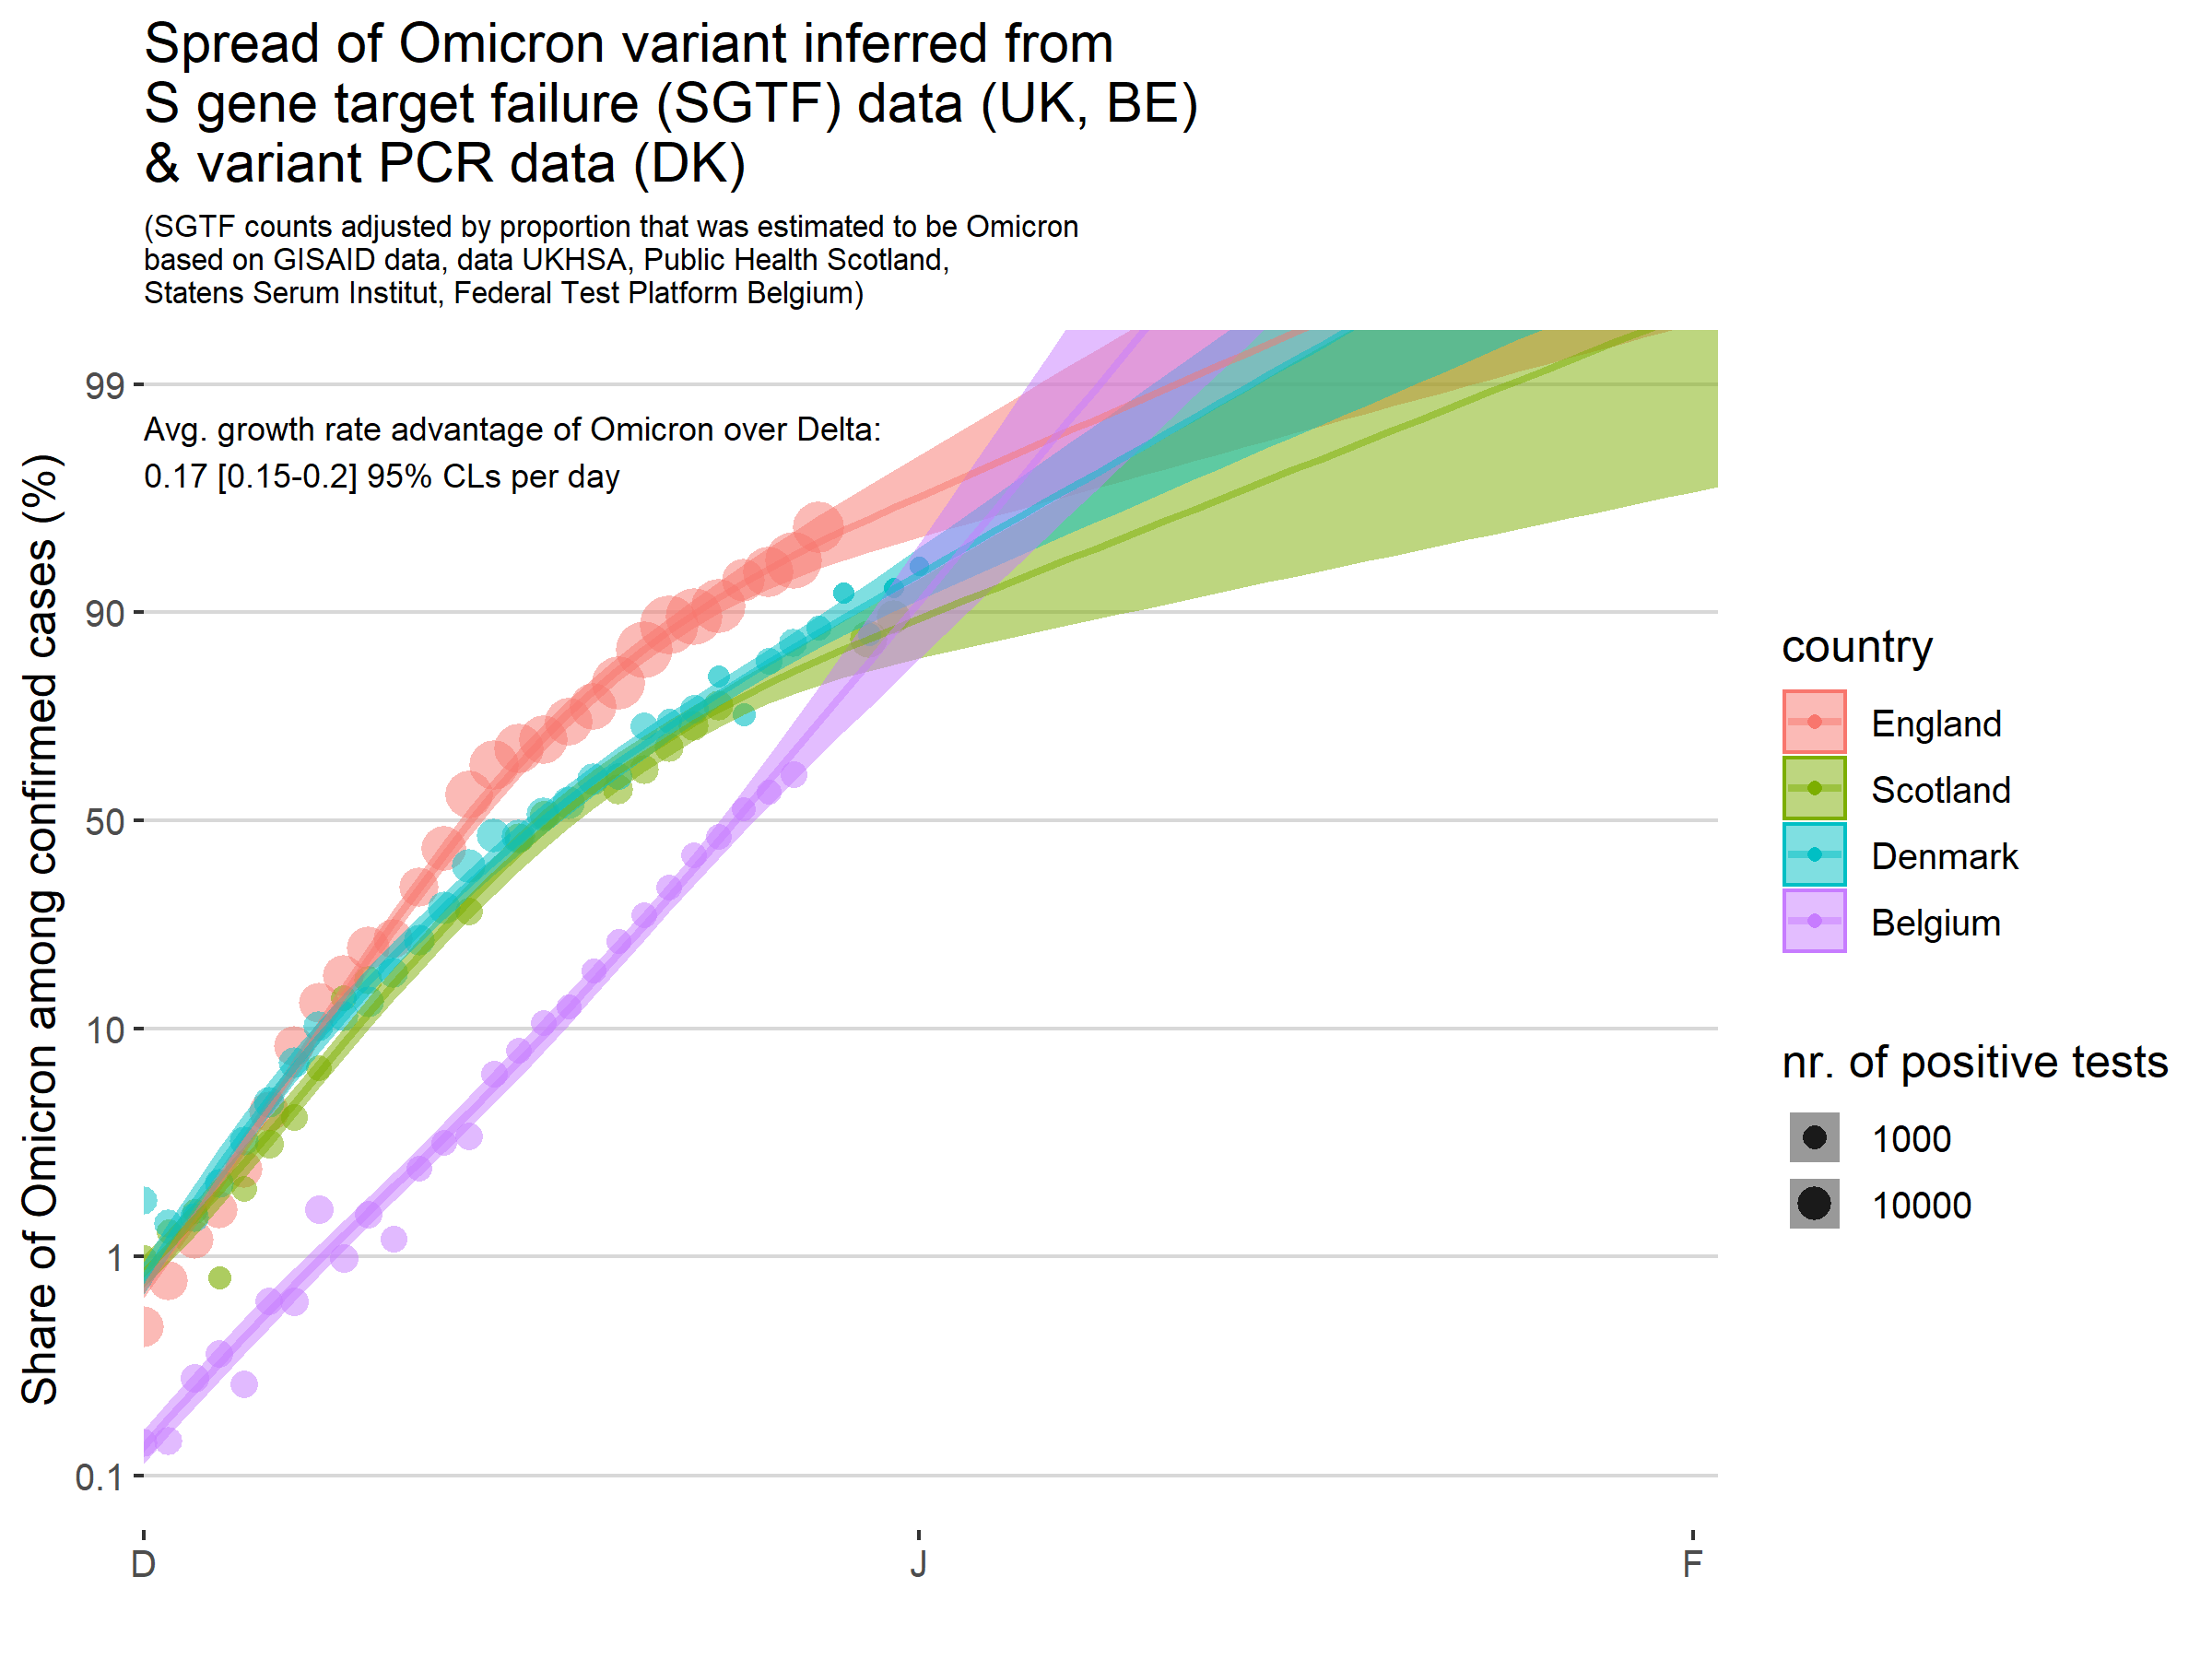 Spread of Omicron variant inferred from
S gene target failure (SGTF) data (UK, BE)
& variant PCR data (DK)
(SGTF counts adjusted by proportion that was estimated to be Omicron
based on GISAID data, data UKHSA, Public Health Scotland,
Statens Serum Institut, Federal Test Platform Belgium)
Avg. growth rate advantage of Omicron over Delta:
0.17 [0.15-0.2] 95% CLs per day
Share of Omicron among confirmed cases (%)
99
90
50
10
1
0.1
D
J
F
country
England
Scotland
Denmark
Belgium
nr. of positive tests
1000
10000